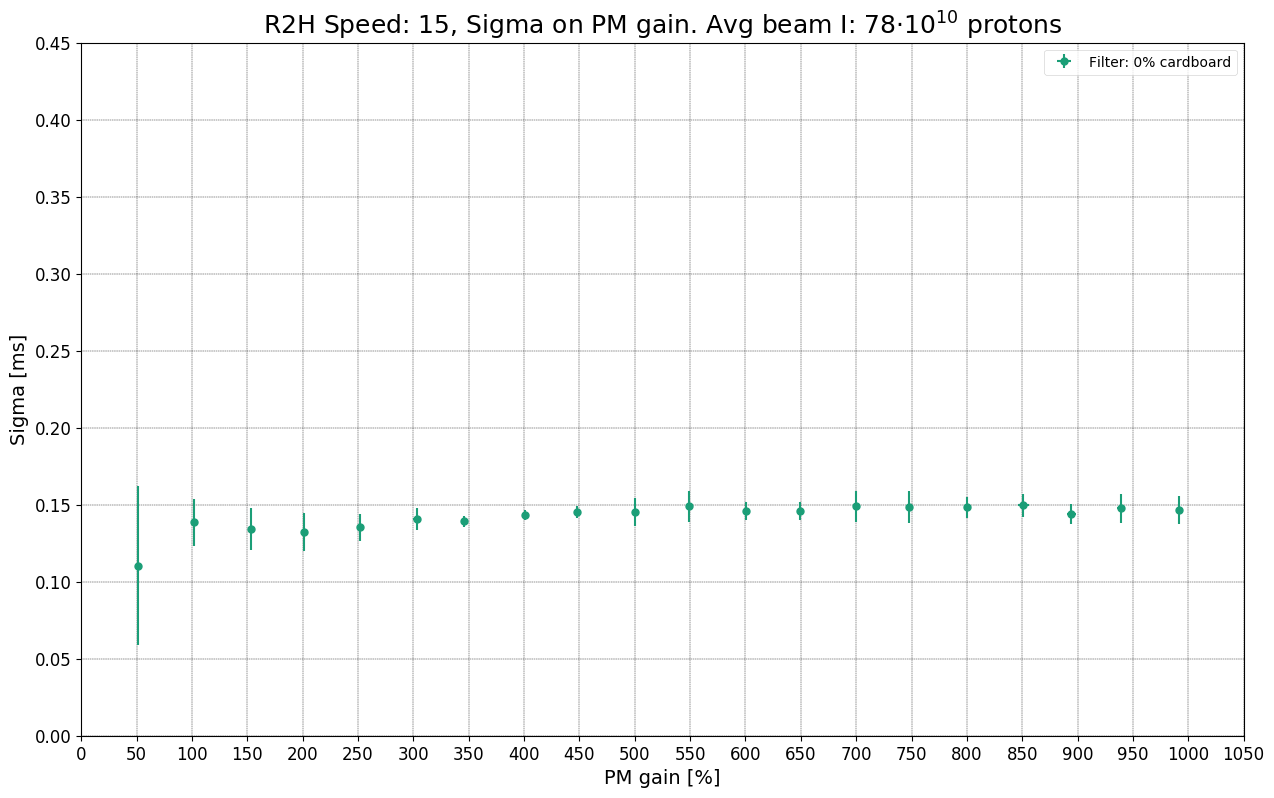 R2H Speed: 15, Sigma on PM gain. Avg beam I: 78·10¹⁰ protons
Filter: 0% cardboard
Sigma [ms]
0.45
0.40
0.35
0.30
0.25
0.20
0.15
0.10
0.05
0.00
0 50 100 150 200 250 300 350 400 450 500 550 600 650 700 750 800 850 900 950 1000 1050
PM gain [%]